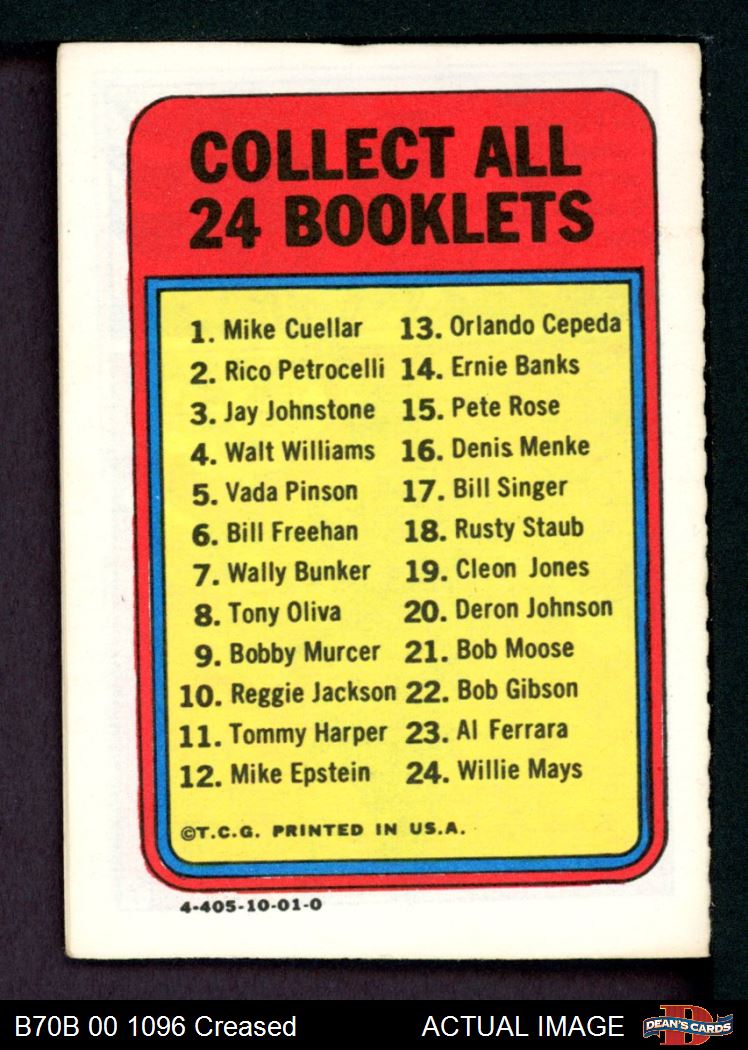 COLLECT ALL
24 BOOKLETS
1. Mike Cuellar
2. Rico Petrocelli
3. Jay Johnstone
4. Walt Williams
5. Vada Pinson
6. Bill Freehan
7. Wally Bunker
8. Tony Oliva
9. Bobby Murcer
10. Reggie Jackson
11. Tommy Harper
12. Mike Epstein
13. Orlando Cepeda
14. Ernie Banks
15. Pete Rose
16. Denis Menke
17. Bill Singer
18. Rusty Staub
19. Cleon Jones
20. Deron Johnson
21. Bob Moose
22. Bob Gibson
23. Al Ferrara
24. Willie Mays
©T.C.G. PRINTED IN U.S.A.
4-405-10-01-0
B70B 00 1096 Creased
ACTUAL IMAGE
D
DEAN'S CARDS